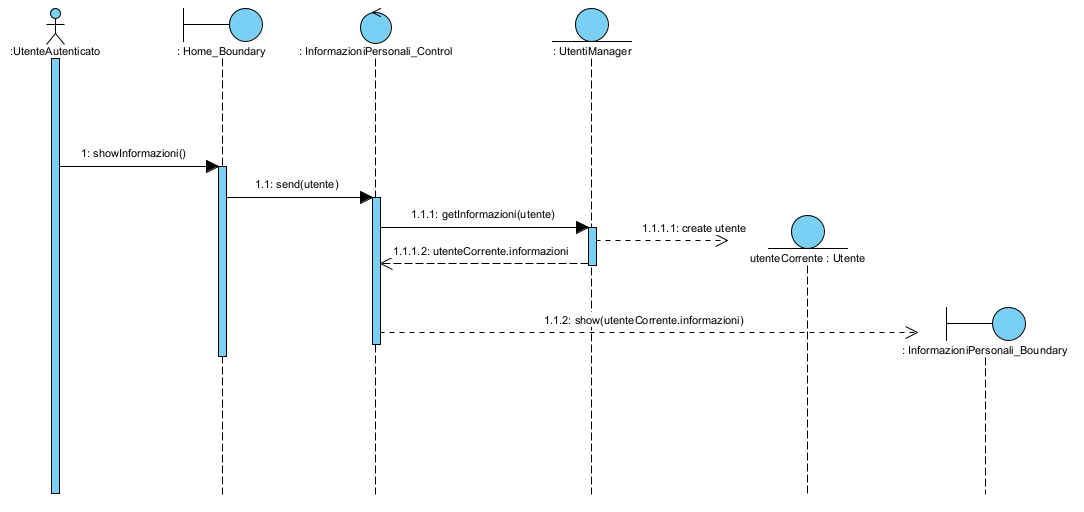 :UtenteAutenticato
: Home_Boundary
: InformazioniPersonali_Control
: UtentiManager
1: showInformazioni()
1.1: send(utente)
1.1.1: getInformazioni(utente)
1.1.1.1: create utente
1.1.1.2: utenteCorrente.informazioni
utenteCorrente : Utente
1.1.2: show(utenteCorrente.informazioni)
: InformazioniPersonali_Boundary